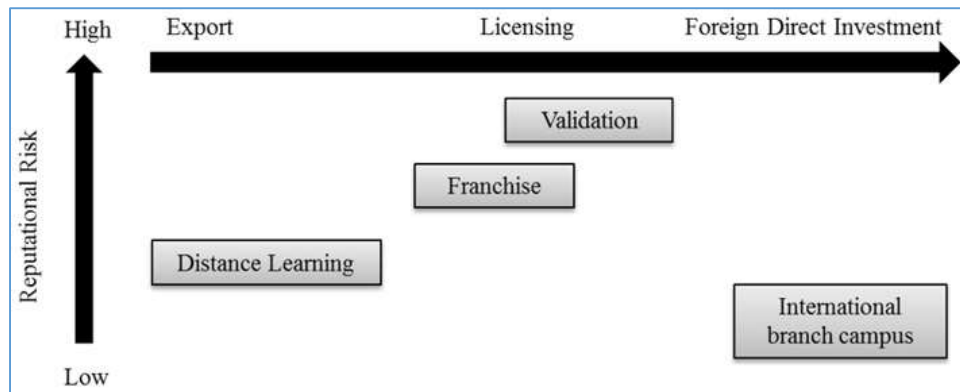 High
Export
Licensing
Foreign Direct Investment
Validation
Franchise
Distance Learning
International
branch campus
Reputational Risk
Low